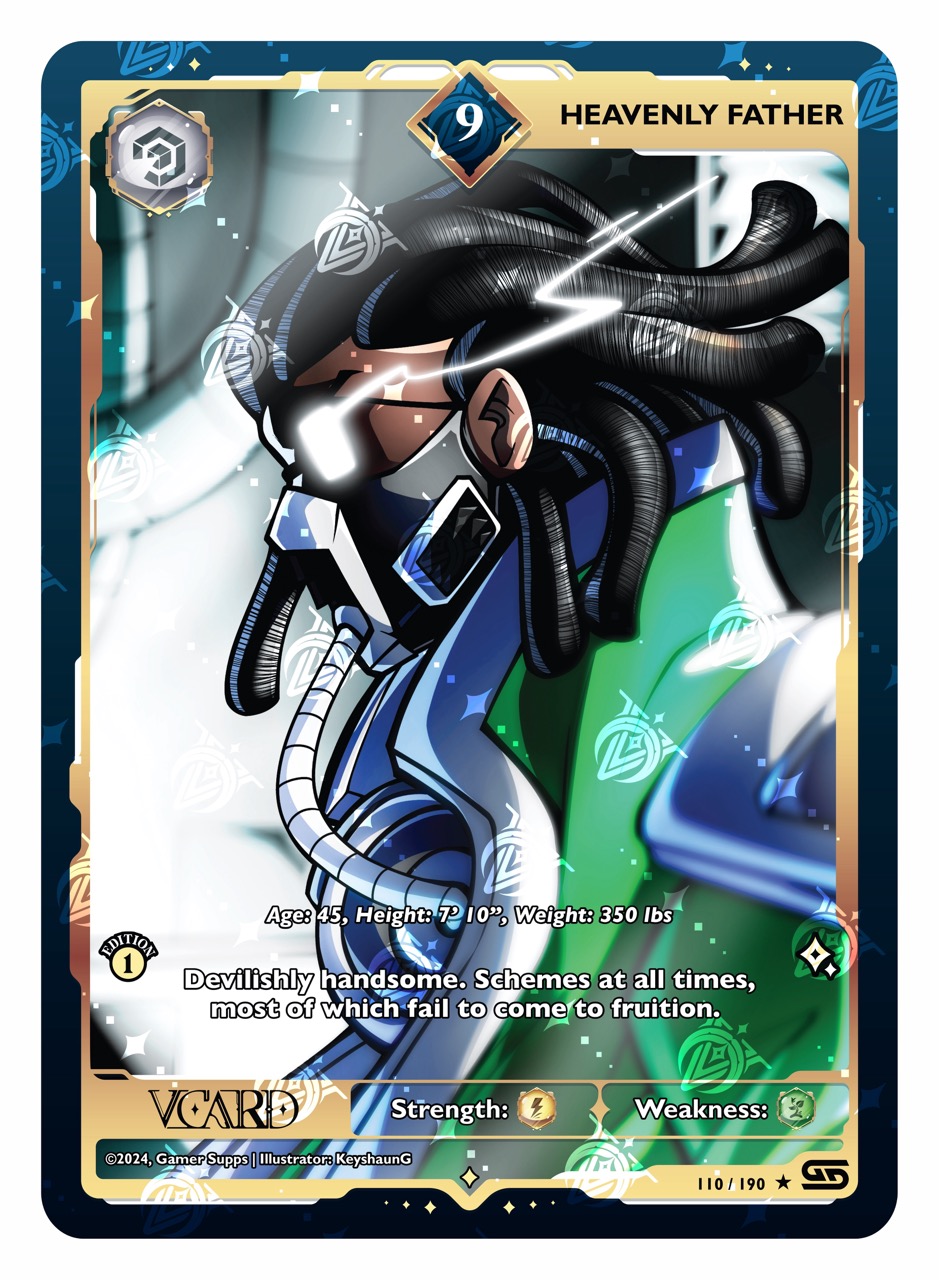 9
HEAVENLY FATHER
Age: 45, Height: 7’ 10”, Weight: 350 lbs
EDITION
1
Devilishly handsome. Schemes at all times,
most of which fail to come to fruition.
VCARD
Strength:
Weakness:
©2024, Gamer Supps | Illustrator: KeyshaunG
110 / 190 ★
GS